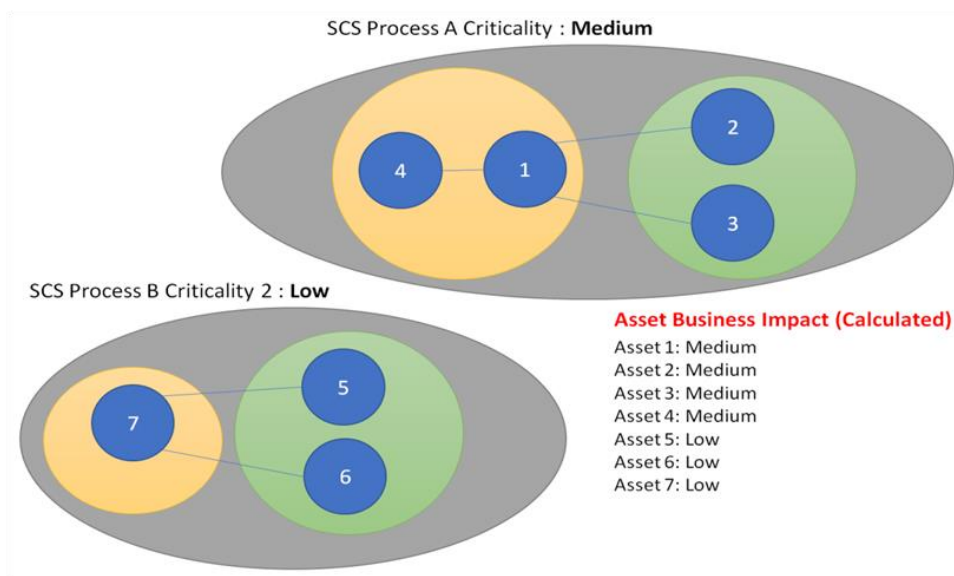 SCS Process A Criticality : Medium
2
4
1
3
SCS Process B Criticality 2 : Low
5
7
6
Asset Business Impact (Calculated)
Asset 1: Medium
Asset 2: Medium
Asset 3: Medium
Asset 4: Medium
Asset 5: Low
Asset 6: Low
Asset 7: Low